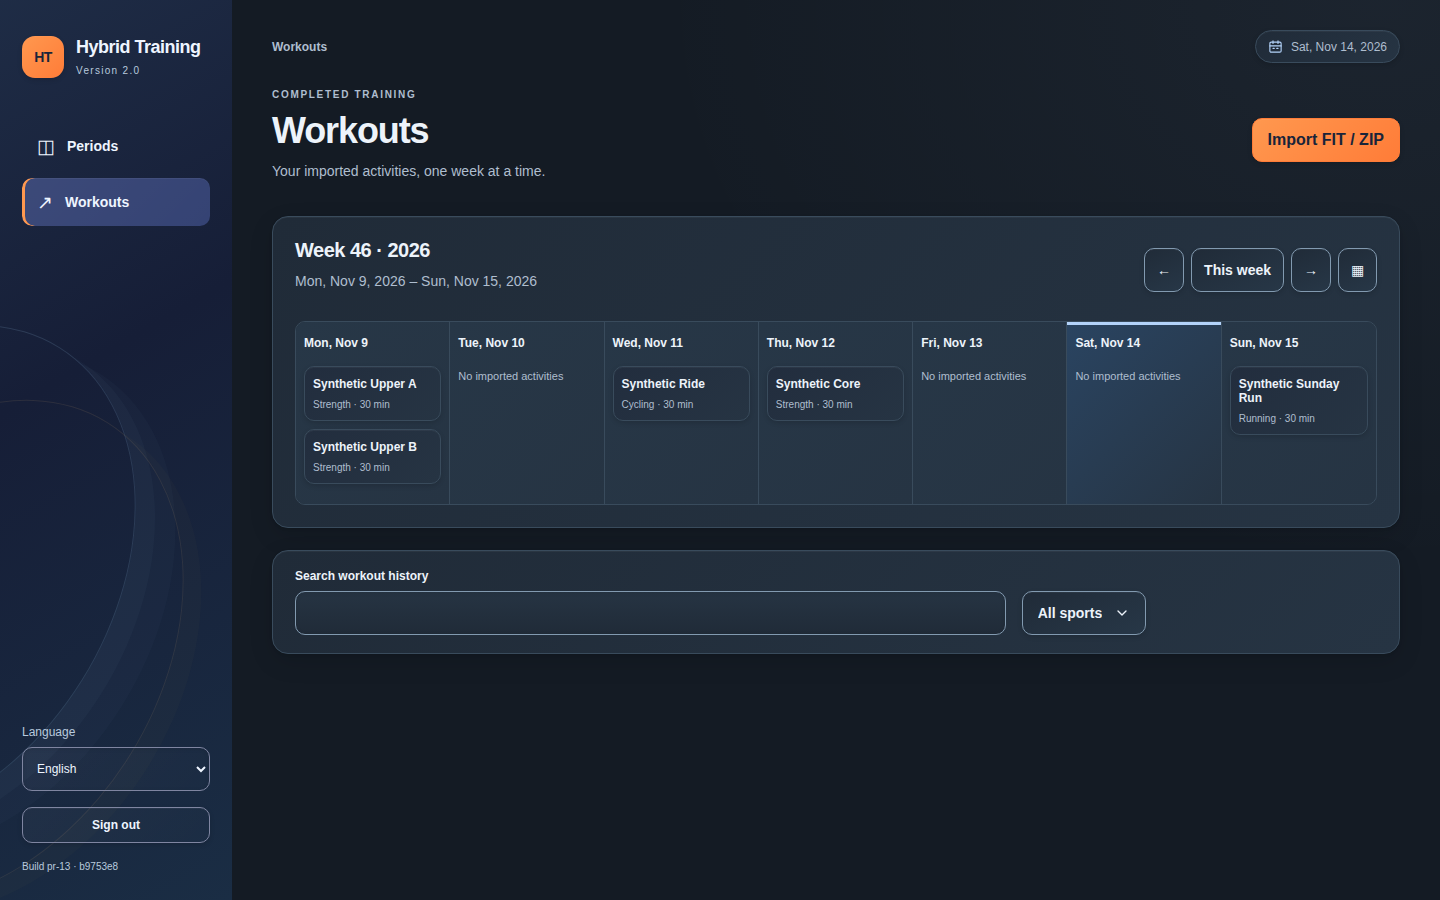 HT
Hybrid Training
Version 2.0
Periods
Workouts
Language
English
Sign out
Build pr-13 · b9753e8
Workouts
Sat, Nov 14, 2026
COMPLETED TRAINING
Workouts
Your imported activities, one week at a time.
Import FIT / ZIP
Week 46 · 2026
Mon, Nov 9, 2026 – Sun, Nov 15, 2026
This week
Mon, Nov 9
Synthetic Upper A
Strength · 30 min
Synthetic Upper B
Strength · 30 min
Tue, Nov 10
No imported activities
Wed, Nov 11
Synthetic Ride
Cycling · 30 min
Thu, Nov 12
Synthetic Core
Strength · 30 min
Fri, Nov 13
No imported activities
Sat, Nov 14
No imported activities
Sun, Nov 15
Synthetic Sunday
Run
Running · 30 min
Search workout history
All sports